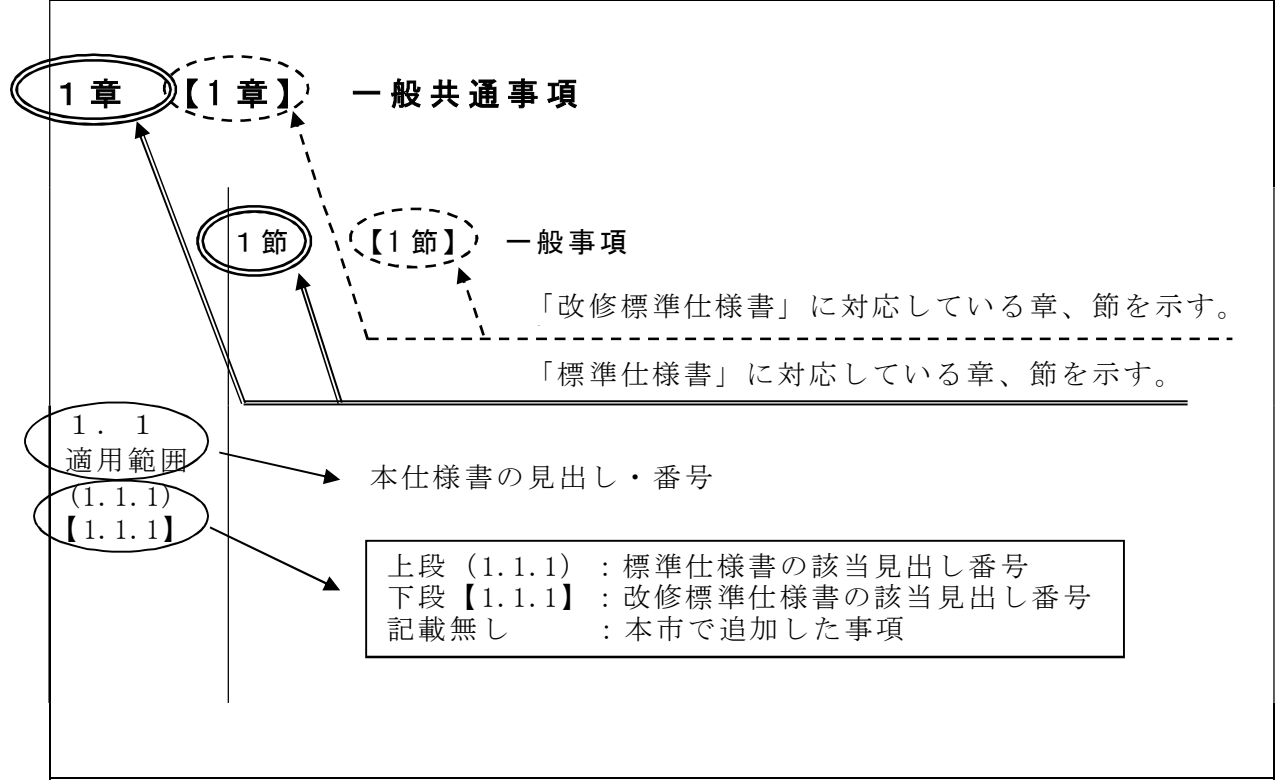 1章 【1章】 一般共通事項
1節 【1節】 一般事項
「改修標準仕様書」に対応している章、節を示す。
「標準仕様書」に対応している章、節を示す。
1. 1
適用範囲
(1.1.1)
【1.1.1】
本仕様書の見出し・番号
上段 (1.1.1) :標準仕様書の該当見出し番号
下段【1.1.1】:改修標準仕様書の該当見出し番号
記載無し :本市で追加した事項